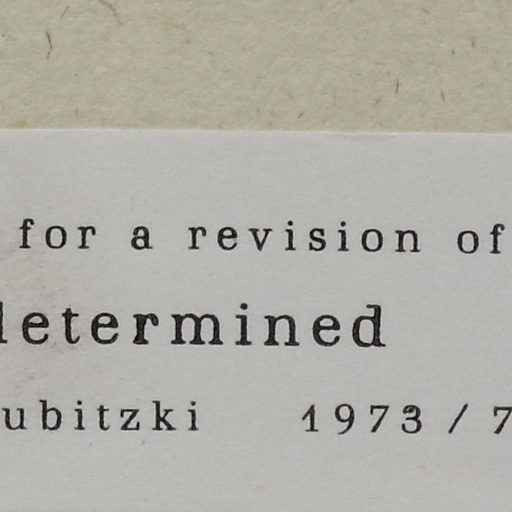 for a revision of
determined
ubitzki 1973/7